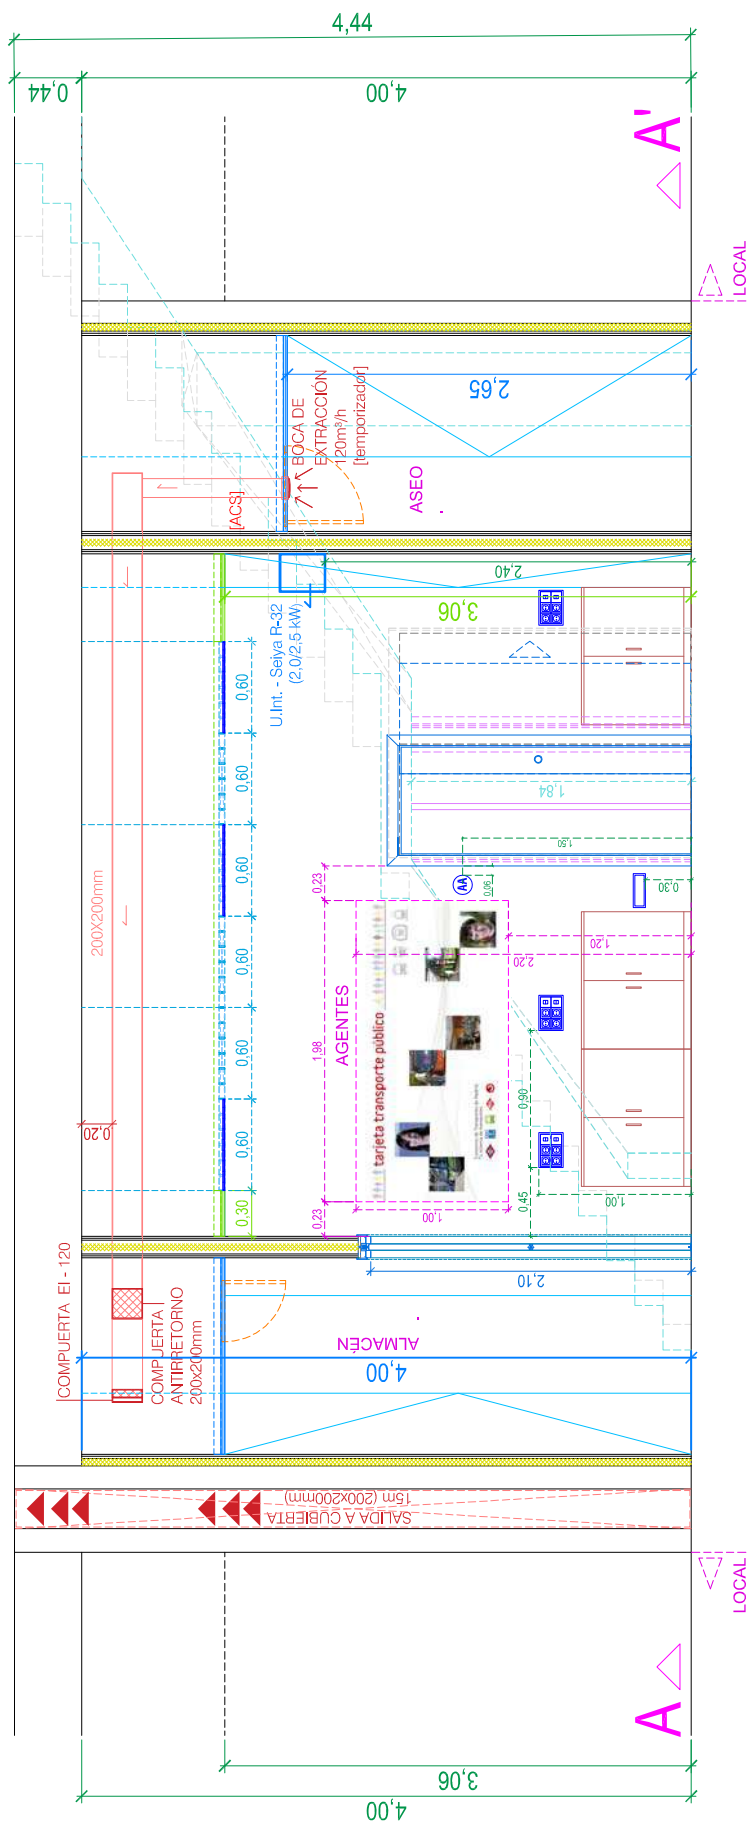 4,44
0,44
4,00
A'
LOCAL
2,65
BOCA DE
EXTRACCIÓN
120m³/h
[temporizador]
ASEO
[ACS]
2,40
3,06
U.Int. - Seiya R-32
(2,0/2,5 kW)
0,60
0,60
0,60
0,60
0,60
0,60
0,30
200X200mm
0,20
1,84
1,50
AA
0,06
0,30
0,23
1,98
0,23
AGENTES
tarjeta transporte público
2,20
1,20
1,00
0,90
0,45
1,00
2,10
COMPUERTA EI - 120
COMPUERTA
ANTIRRETORNO
200x200mm
ALMACÉN
4,00
SALIDA A CUBIERTA
15m (200x200mm)
LOCAL
A
3,06
4,00